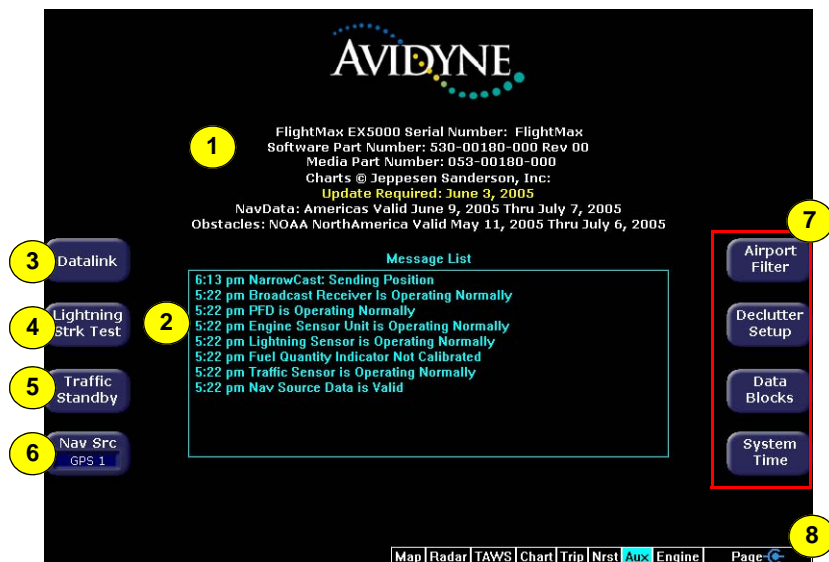 AVIDYNE
1
FlightMax EX5000 Serial Number: FlightMax
Software Part Number: 530-00180-000 Rev 00
Media Part Number: 053-00180-000
Charts © Jeppesen Sanderson, Inc:
Update Required: June 3, 2005
NavData: Americas Valid June 9, 2005 Thru July 7, 2005
Obstacles: NOAA NorthAmerica Valid May 11, 2005 Thru July 6, 2005
3
Datalink
4
Lightning
Strk Test
5
Traffic
Standby
6
Nav Src
GPS 1
2
Message List
6:13 pm NarrowCast: Sending Position
5:22 pm Broadcast Receiver Is Operating Normally
5:22 pm PFD is Operating Normally
5:22 pm Engine Sensor Unit is Operating Normally
5:22 pm Lightning Sensor is Operating Normally
5:22 pm Fuel Quantity Indicator Not Calibrated
5:22 pm Traffic Sensor is Operating Normally
5:22 pm Nav Source Data is Valid
7
Airport
Filter
Declutter
Setup
Data
Blocks
System
Time
8
Map Radar TAWS Chart Trip Nrst Aux Engine Page